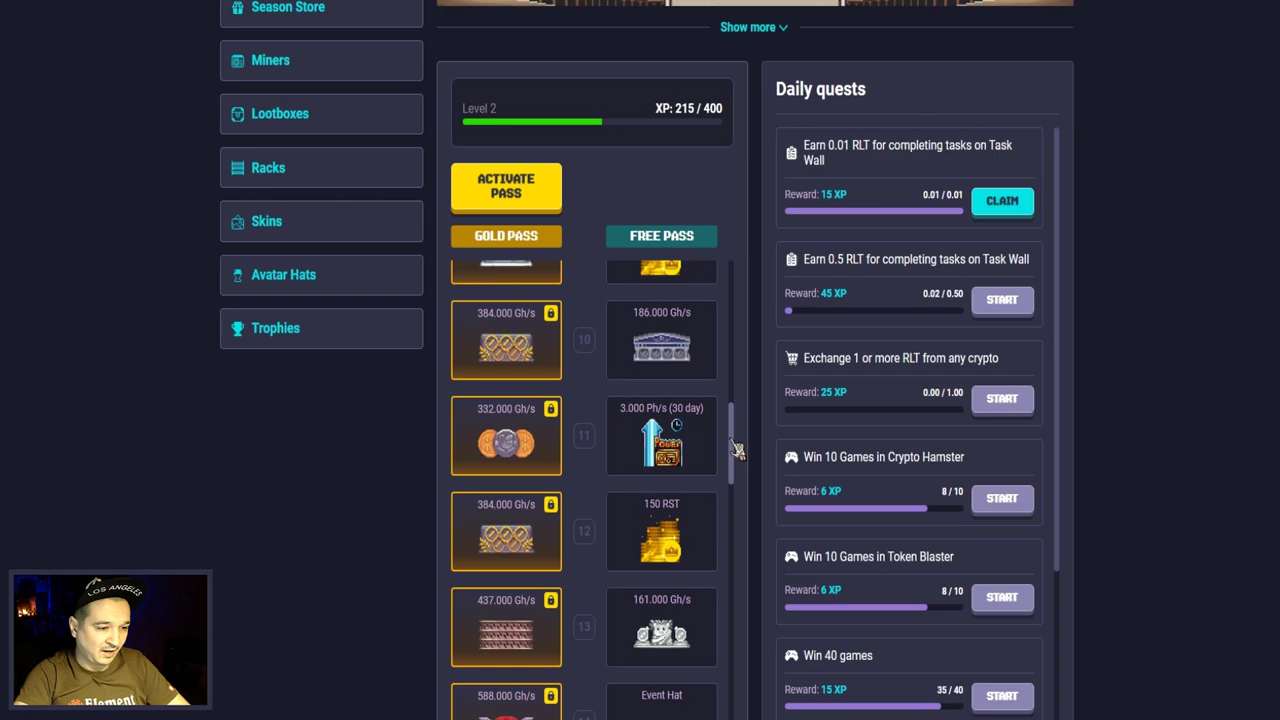 Season Store
Miners
Lootboxes
Racks
Skins
Avatar Hats
Trophies
Show more
Level 2
XP: 215 / 400
ACTIVATE
PASS
GOLD PASS
FREE PASS
384.000 Gh/s
10
186.000 Gh/s
332.000 Gh/s
11
3.000 Ph/s (30 day)
POWER
384.000 Gh/s
12
150 RST
437.000 Gh/s
13
161.000 Gh/s
588.000 Gh/s
Event Hat
Daily quests
Earn 0.01 RLT for completing tasks on Task
Wall
Reward: 15 XP
0.01 / 0.01
CLAIM
Earn 0.5 RLT for completing tasks on Task Wall
Reward: 45 XP
0.02 / 0.50
START
Exchange 1 or more RLT from any crypto
Reward: 25 XP
0.00 / 1.00
START
Win 10 Games in Crypto Hamster
Reward: 6 XP
8 / 10
START
Win 10 Games in Token Blaster
Reward: 6 XP
8 / 10
START
Win 40 games
Reward: 15 XP
35 / 40
START
LOS ANGELES
Element